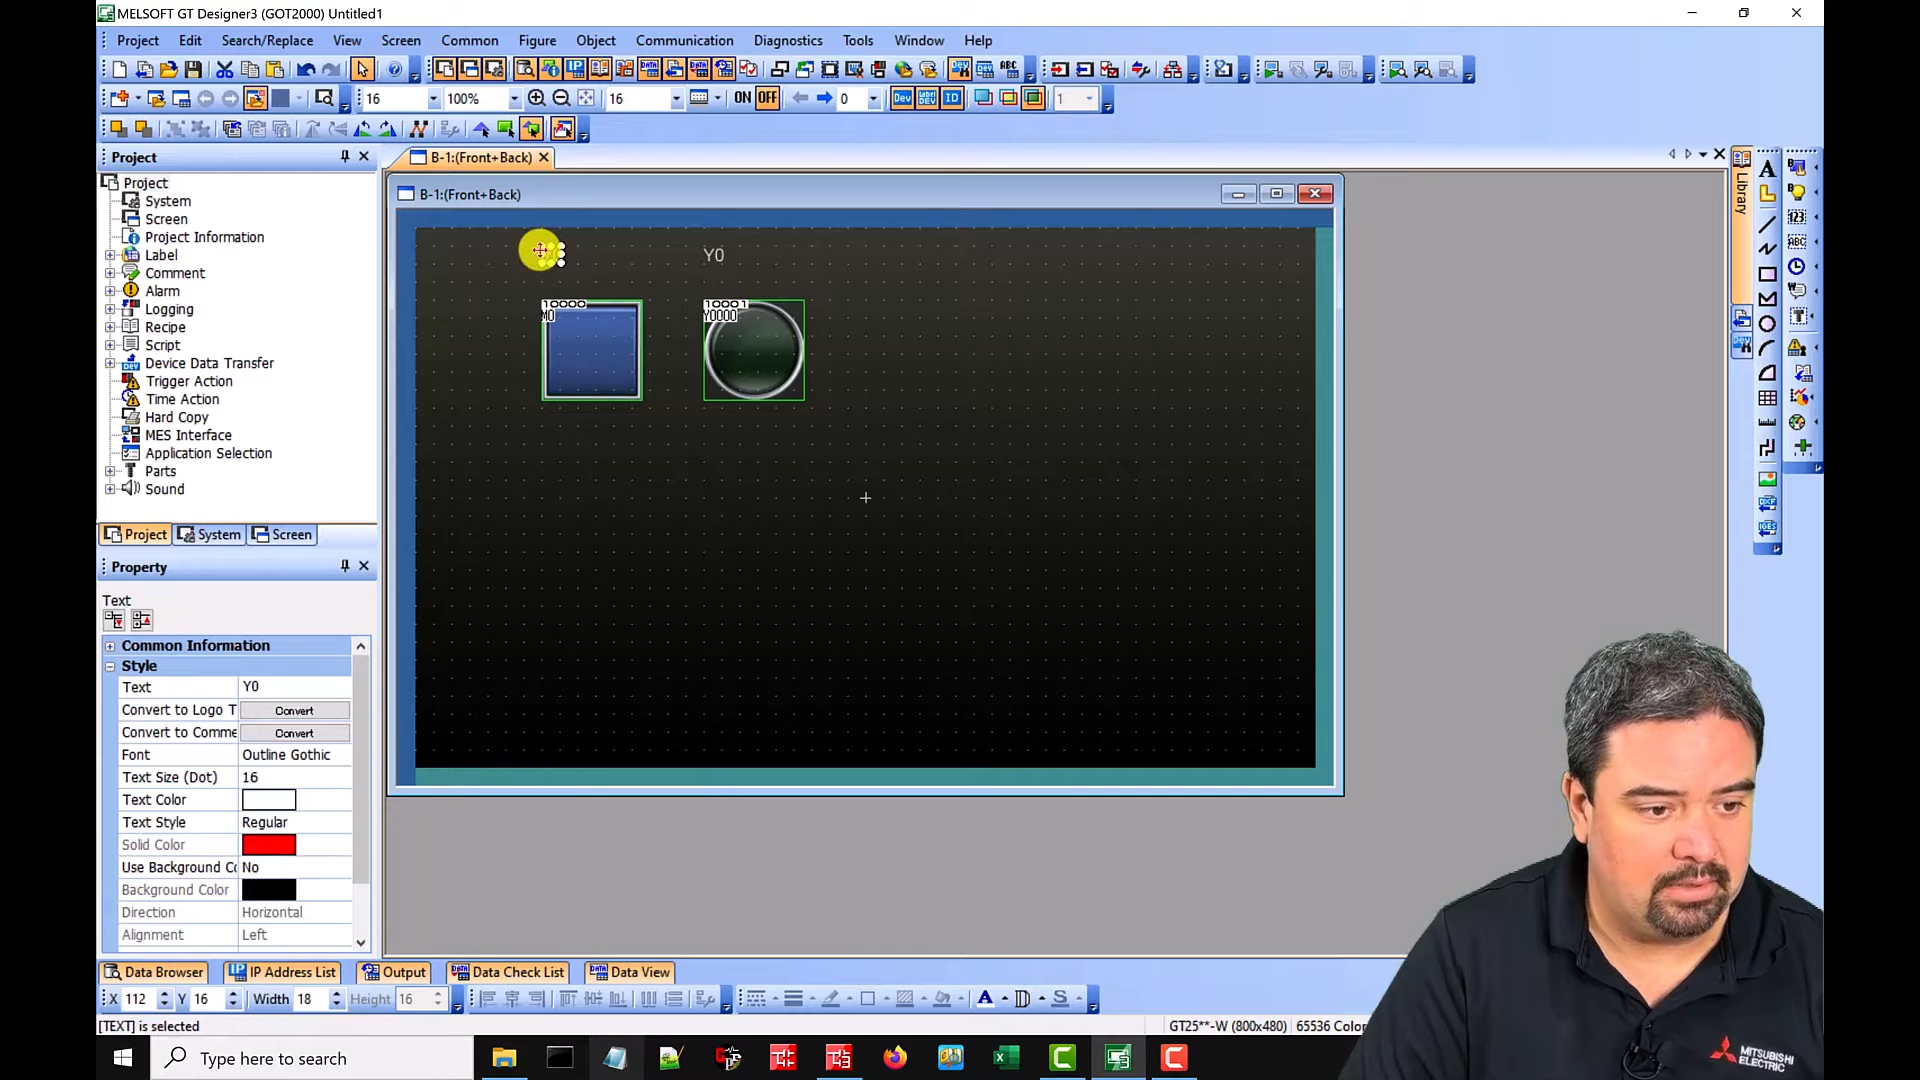 MELSOFT GT Designer3 (GOT2000) Untitled1
Project Edit Search/Replace View Screen Common Figure Object Communication Diagnostics Tools Window Help
16 100% 16 ON OFF 0 Dev ID 1
Project
B-1:(Front+Back)
Project
System
Screen
Project Information
Label
Comment
Alarm
Logging
Recipe
Script
Device Data Transfer
Trigger Action
Time Action
Hard Copy
MES Interface
Application Selection
Parts
Sound
Project System Screen
B-1:(Front+Back)
Y0
10000
M0
10001
Y0000
Library
Property
Text
Common Information
Style
Text Y0
Convert to Logo T Convert
Convert to Comme Convert
Font Outline Gothic
Text Size (Dot) 16
Text Color
Text Style Regular
Solid Color
Use Background Co No
Background Color
Direction Horizontal
Alignment Left
Data Browser IP Address List Output Data Check List Data View
X 112 Y 16 Width 18 Height 16
[TEXT] is selected
GT25**-W (800x480) 65536 Color
Type here to search
MITSUBISHI
ELECTRIC